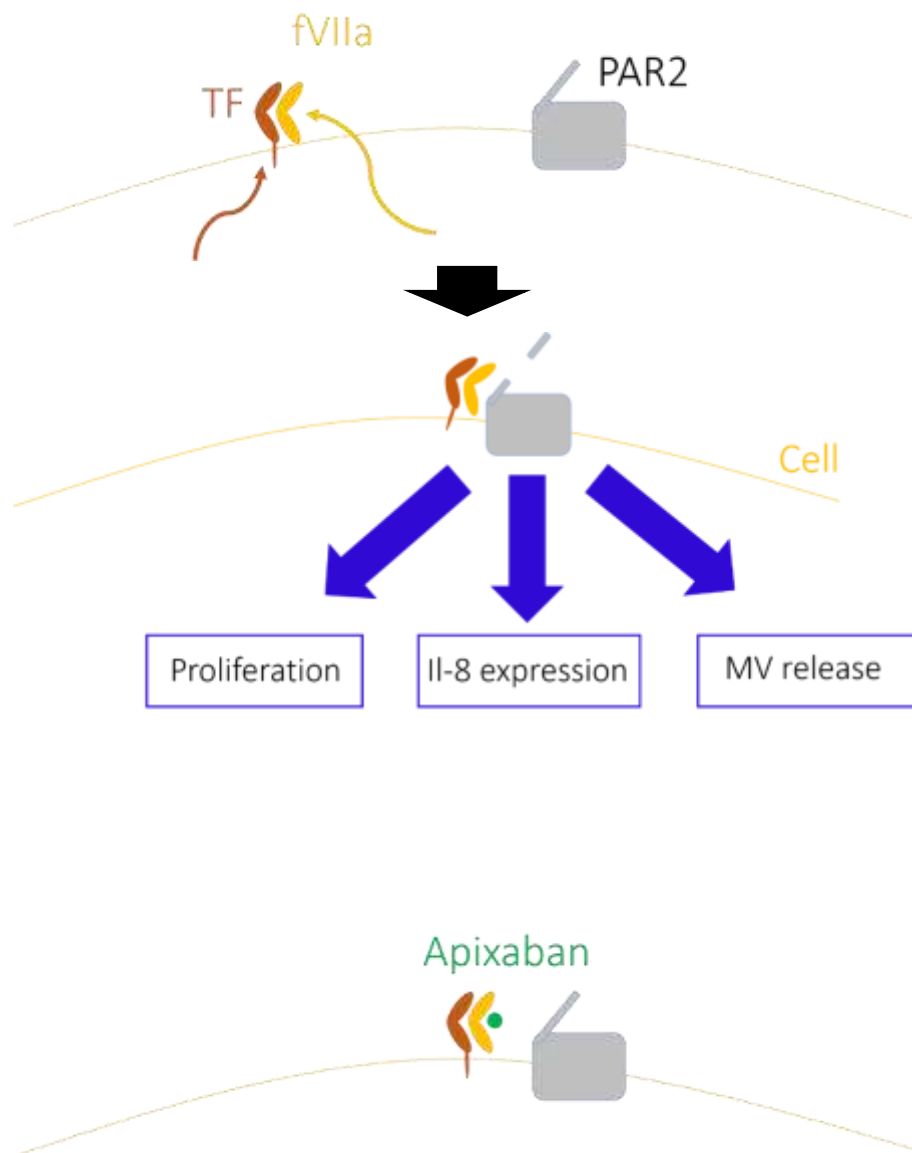 fVIIa
TF
PAR2
Cell
Proliferation
Il-8 expression
MV release
Apixaban